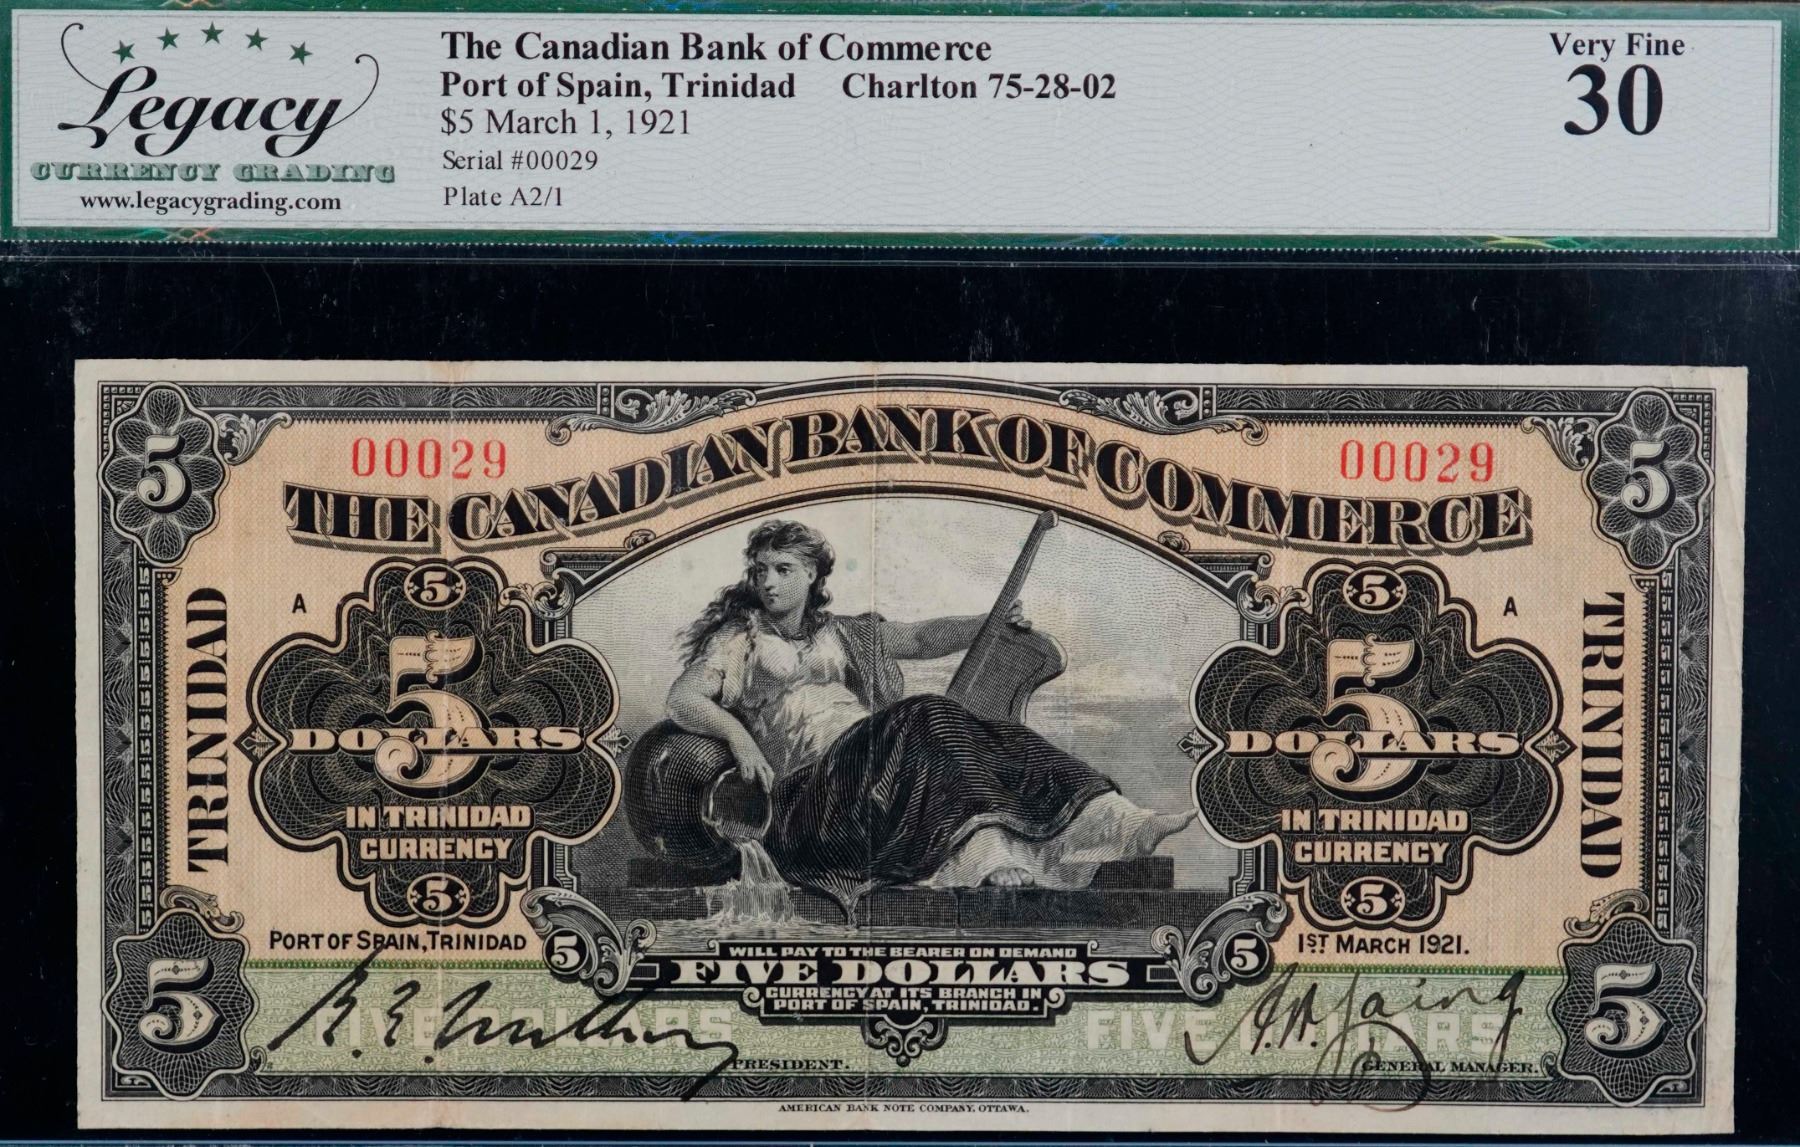 Legacy
CURRENCY GRADING
www.legacygrading.com
The Canadian Bank of Commerce
Port of Spain, Trinidad Charlton 75-28-02
$5 March 1, 1921
Serial #00029
Plate A2/1
Very Fine
30
5 5
00029 00029
THE CANADIAN BANK OF COMMERCE
TRINIDAD TRINIDAD
A A
5 5
5 5
DOLLARS DOLLARS
IN TRINIDAD IN TRINIDAD
CURRENCY CURRENCY
5 5
PORT OF SPAIN, TRINIDAD 1ST MARCH 1921.
5 5
WILL PAY TO THE BEARER ON DEMAND
FIVE DOLLARS
CURRENCY AT ITS BRANCH IN
PORT OF SPAIN, TRINIDAD.
5 5
FIVE DOLLARS FIVE DOLLARS
PRESIDENT. GENERAL MANAGER.
AMERICAN BANK NOTE COMPANY, OTTAWA.